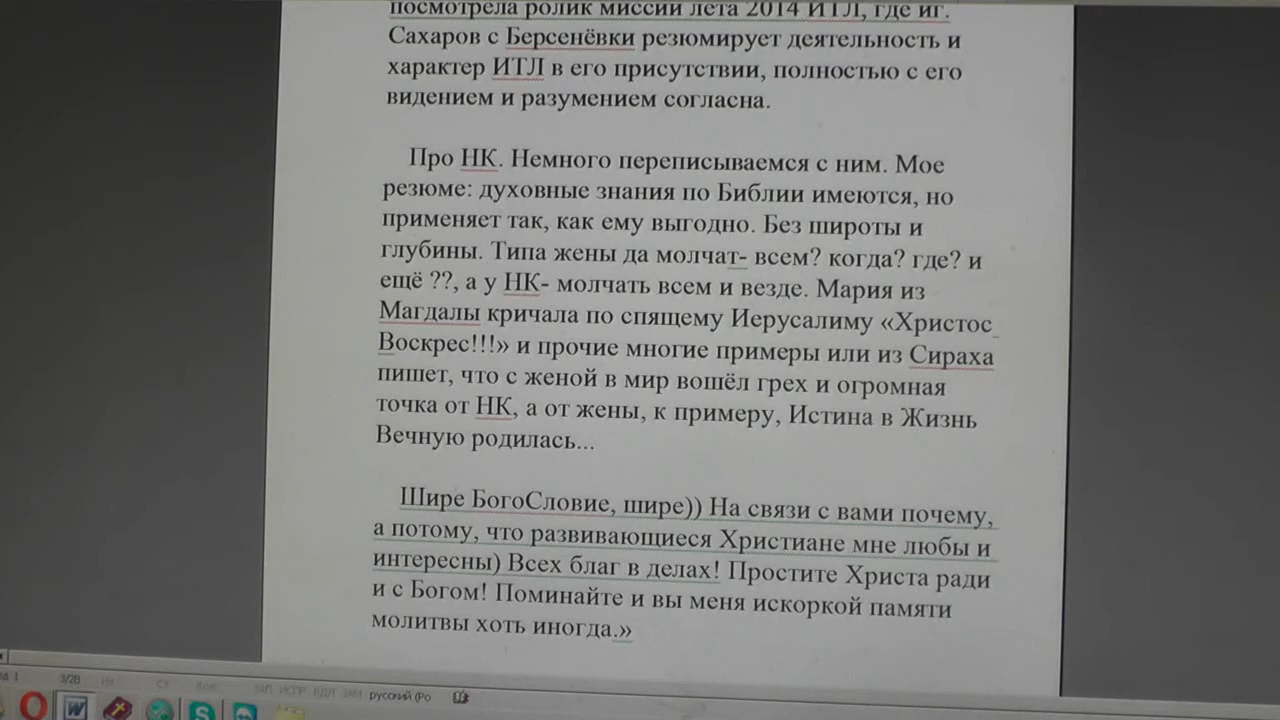 посмотрела ролик миссии лета 2014 ИТЛ, где иг.
Сахаров с Берсенёвки резюмирует деятельность и
характер ИТЛ в его присутствии, полностью с его
видением и разумением согласна.
Про НК. Немного переписываемся с ним. Мое
резюме: духовные знания по Библии имеются, но
применяет так, как ему выгодно. Без широты и
глубины. Типа жены да молчат- всем? когда? где? и
ещё ??, а у НК- молчать всем и везде. Мария из
Магдалы кричала по спящему Иерусалиму «Христос
Воскрес!!!» и прочие многие примеры или из Сираха
пишет, что с женой в мир вошёл грех и огромная
точка от НК, а от жены, к примеру, Истина в Жизнь
Вечную родилась...
Шире БогоСловие, шире)) На связи с вами почему,
а потому, что развивающиеся Христиане мне любы и
интересны) Всех благ в делах! Простите Христа ради
и с Богом! Поминайте и вы меня искоркой памяти
молитвы хоть иногда.»
1 3/28 ЗАП ИСПР ВДЛ ЗАМ русский (Ро